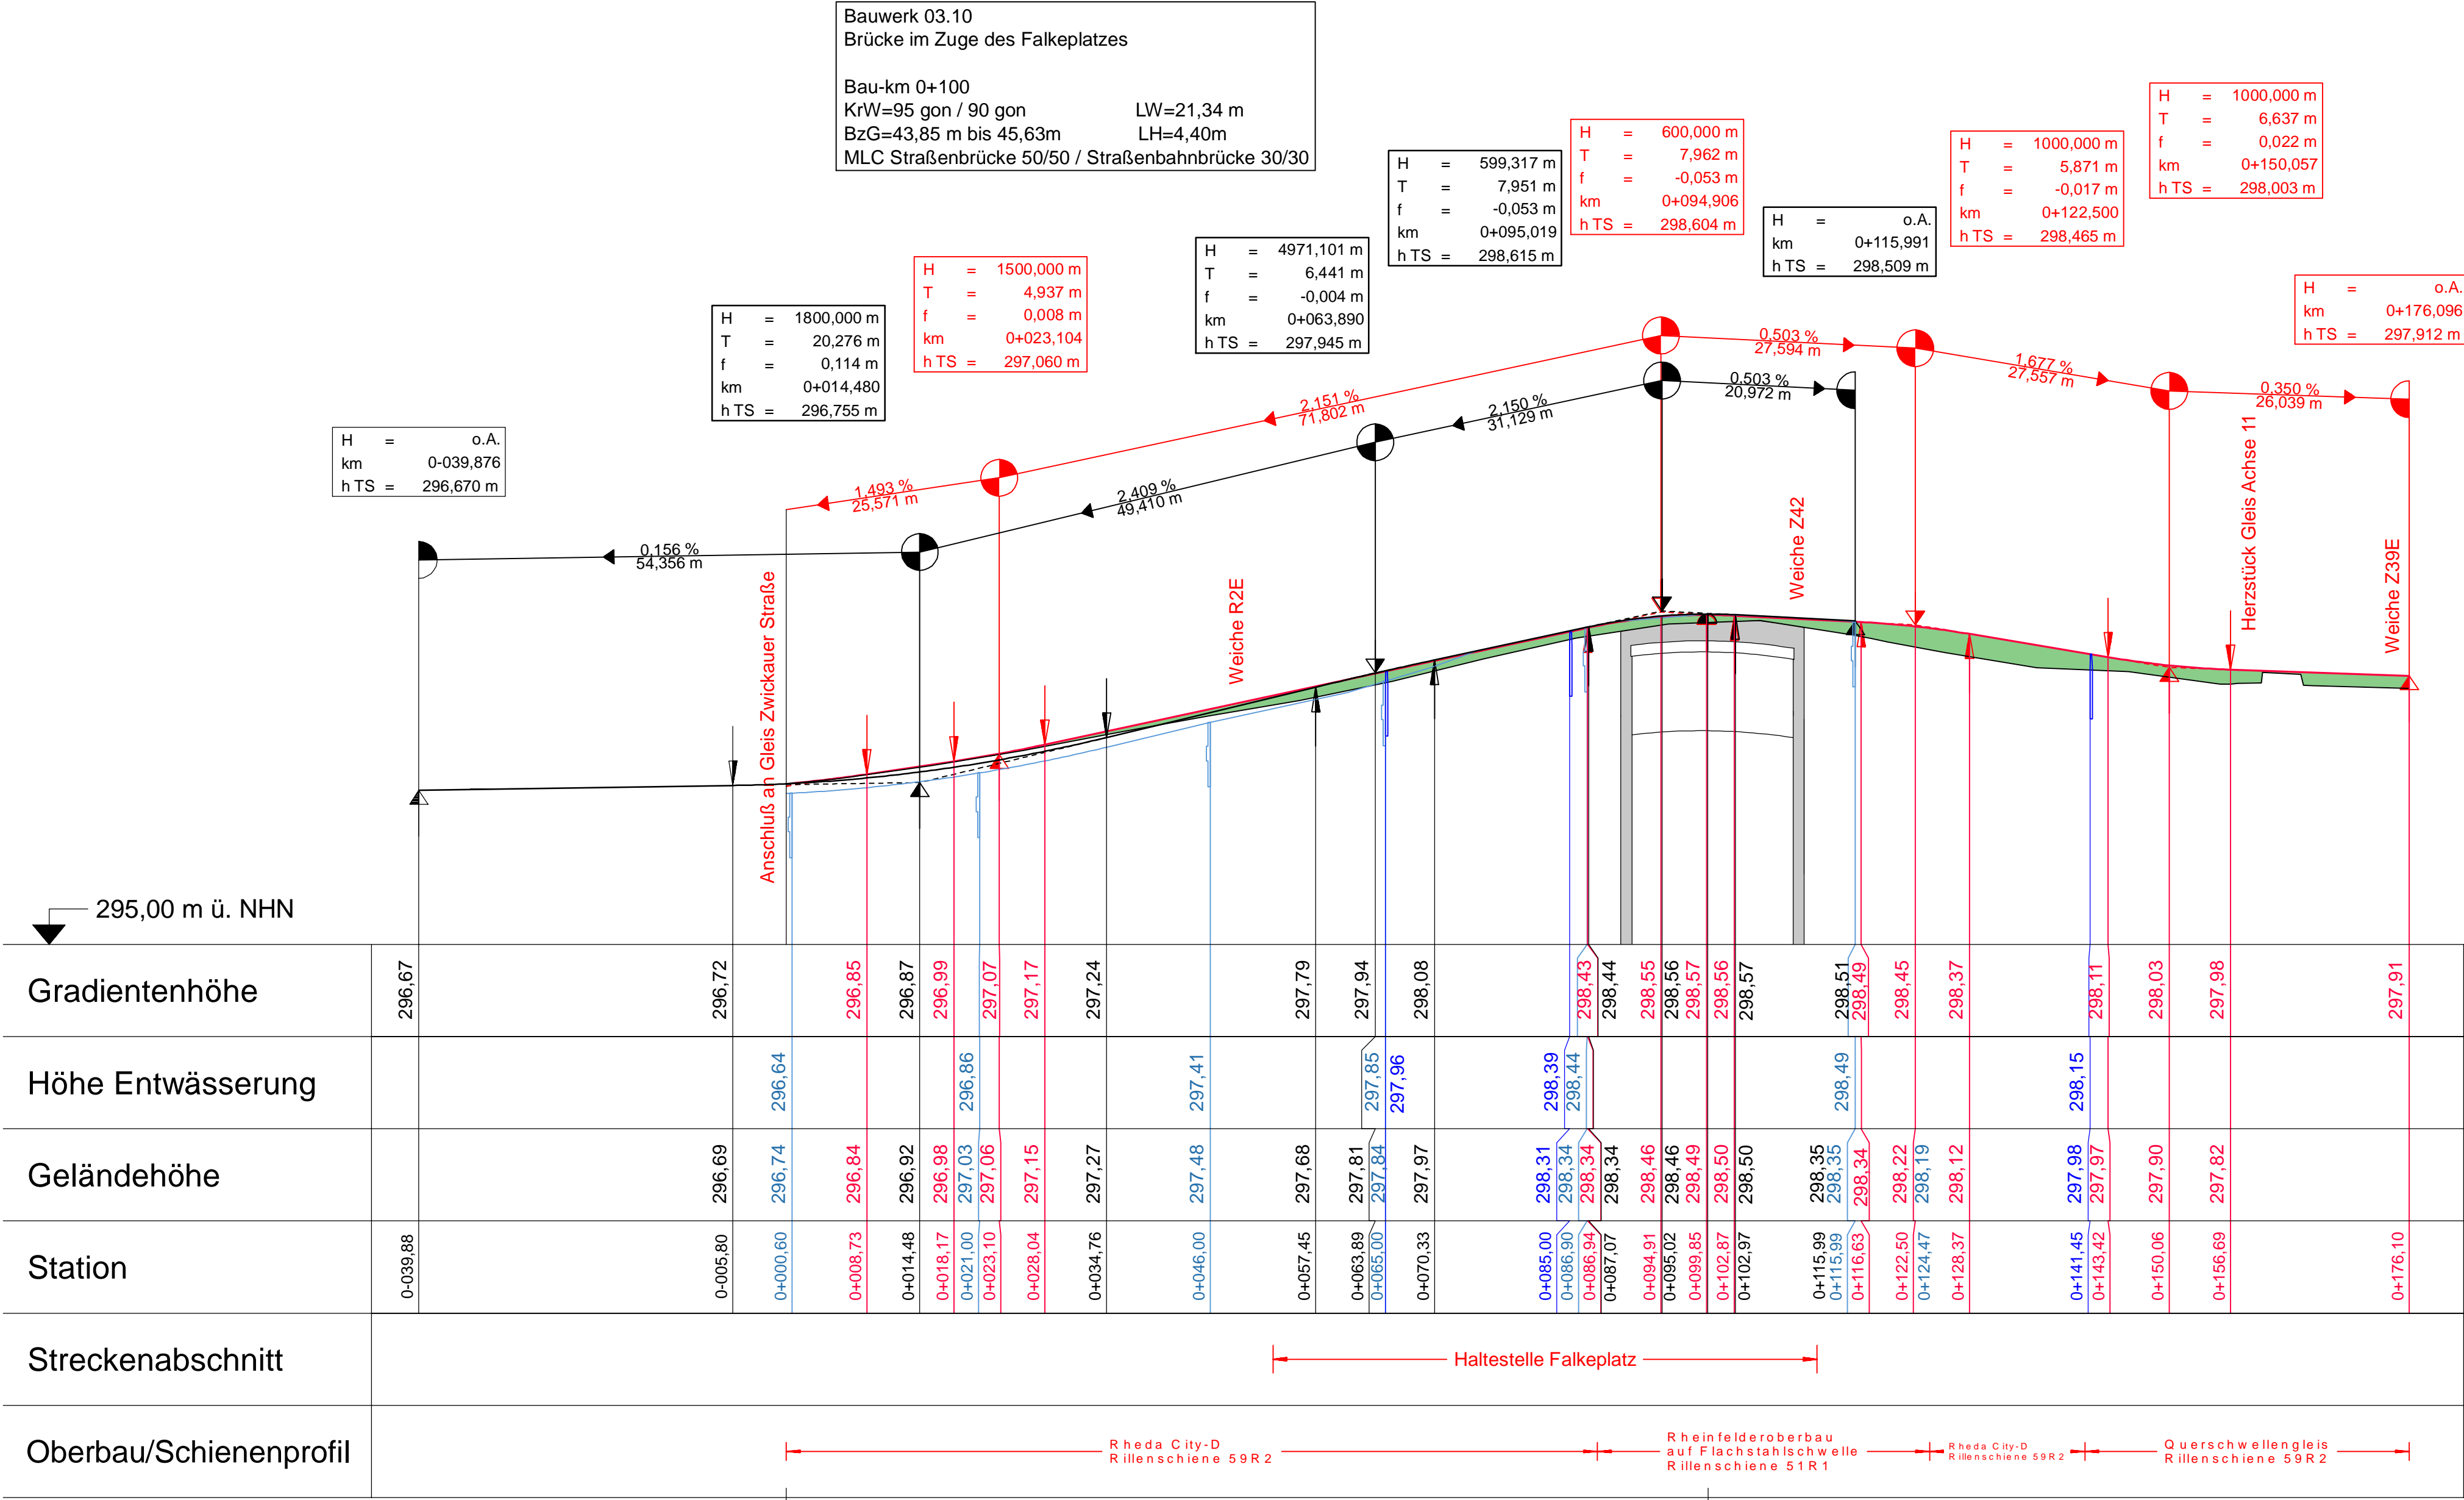 Bauwerk 03.10
Brücke im Zuge des Falkeplatzes
Bau-km 0+100
KrW=95 gon / 90 gon LW=21,34 m
BzG=43,85 m bis 45,63m LH=4,40m
MLC Straßenbrücke 50/50 / Straßenbahnbrücke 30/30
H = o.A.
km 0-039,876
h TS = 296,670 m
H = 1800,000 m
T = 20,276 m
f = 0,114 m
km 0+014,480
h TS = 296,755 m
H = 1500,000 m
T = 4,937 m
f = 0,008 m
km 0+023,104
h TS = 297,060 m
H = 4971,101 m
T = 6,441 m
f = -0,004 m
km 0+063,890
h TS = 297,945 m
H = 599,317 m
T = 7,951 m
f = -0,053 m
km 0+095,019
h TS = 298,615 m
H = 600,000 m
T = 7,962 m
f = -0,053 m
km 0+094,906
h TS = 298,604 m
H = o.A.
km 0+115,991
h TS = 298,509 m
H = 1000,000 m
T = 5,871 m
f = -0,017 m
km 0+122,500
h TS = 298,465 m
H = 1000,000 m
T = 6,637 m
f = 0,022 m
km 0+150,057
h TS = 298,003 m
H = o.A.
km 0+176,096
h TS = 297,912 m
0,156 %
54,356 m
1,493 %
25,571 m
2,409 %
49,410 m
2,151 %
71,802 m
2,150 %
31,129 m
0,503 %
27,594 m
0,503 %
20,972 m
1,677 %
27,557 m
0,350 %
26,039 m
Anschluß an Gleis Zwickauer Straße
Weiche R2E
Weiche Z42
Herzstück Gleis Achse 11
Weiche Z39E
295,00 m ü. NHN
Gradientenhöhe
296,67
296,72
296,85
296,87
296,99
297,07
297,17
297,24
297,79
297,94
298,08
298,43
298,44
298,55
298,56
298,57
298,56
298,57
298,51
298,49
298,45
298,37
298,11
298,03
297,98
297,91
Höhe Entwässerung
296,64
296,86
297,41
297,85
297,96
298,39
298,44
298,49
298,15
Geländehöhe
296,69
296,74
296,84
296,92
296,98
297,03
297,06
297,15
297,27
297,48
297,68
297,81
297,84
297,97
298,31
298,34
298,34
298,34
298,46
298,46
298,49
298,50
298,50
298,35
298,35
298,34
298,22
298,19
298,12
297,98
297,97
297,90
297,82
Station
0-039,88
0-005,80
0+000,60
0+008,73
0+014,48
0+018,17
0+021,00
0+023,10
0+028,04
0+034,76
0+046,00
0+057,45
0+063,89
0+065,00
0+070,33
0+085,00
0+086,90
0+086,94
0+087,07
0+094,91
0+095,02
0+099,85
0+102,87
0+102,97
0+115,99
0+115,99
0+116,63
0+122,50
0+124,47
0+128,37
0+141,45
0+143,42
0+150,06
0+156,69
0+176,10
Streckenabschnitt
Haltestelle Falkeplatz
Oberbau/Schienenprofil
Rheda City-D
Rillenschiene 59R2
Rheinfelderoberbau
auf Flachstahlschwelle
Rillenschiene 51R1
Rheda City-D
Rillenschiene 59R2
Querschwellengleis
Rillenschiene 59R2